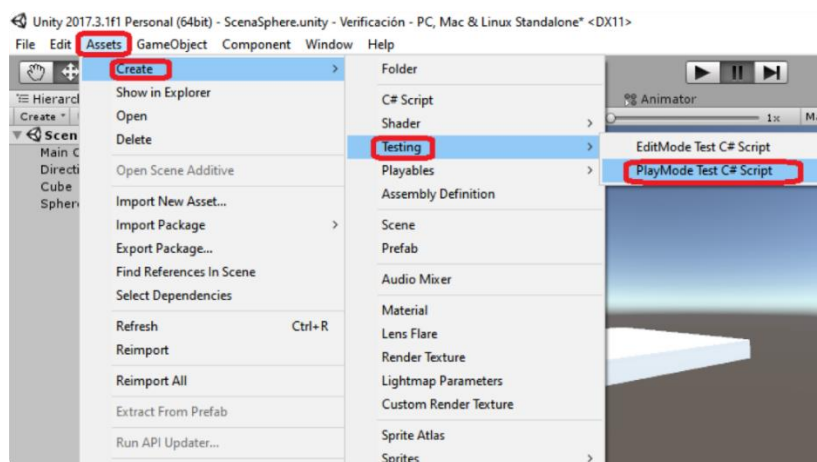 Unity 2017.3.1f1 Personal (64bit) - ScenaSphere.unity - Verificación - PC, Mac & Linux Standalone* <DX11>
File Edit Assets GameObject Component Window Help
Hierarc
Create
Scen
Main C
Directi
Cube
Spher
Create
Show in Explorer
Open
Delete
Open Scene Additive
Import New Asset...
Import Package
Export Package...
Find References In Scene
Select Dependencies
Refresh Ctrl+R
Reimport
Reimport All
Extract From Prefab
Run API Updater...
Folder
C# Script
Shader
Testing
Playables
Assembly Definition
Scene
Prefab
Audio Mixer
Material
Lens Flare
Render Texture
Lightmap Parameters
Custom Render Texture
Sprite Atlas
Sprites
Animator
1x M
EditMode Test C# Script
PlayMode Test C# Script